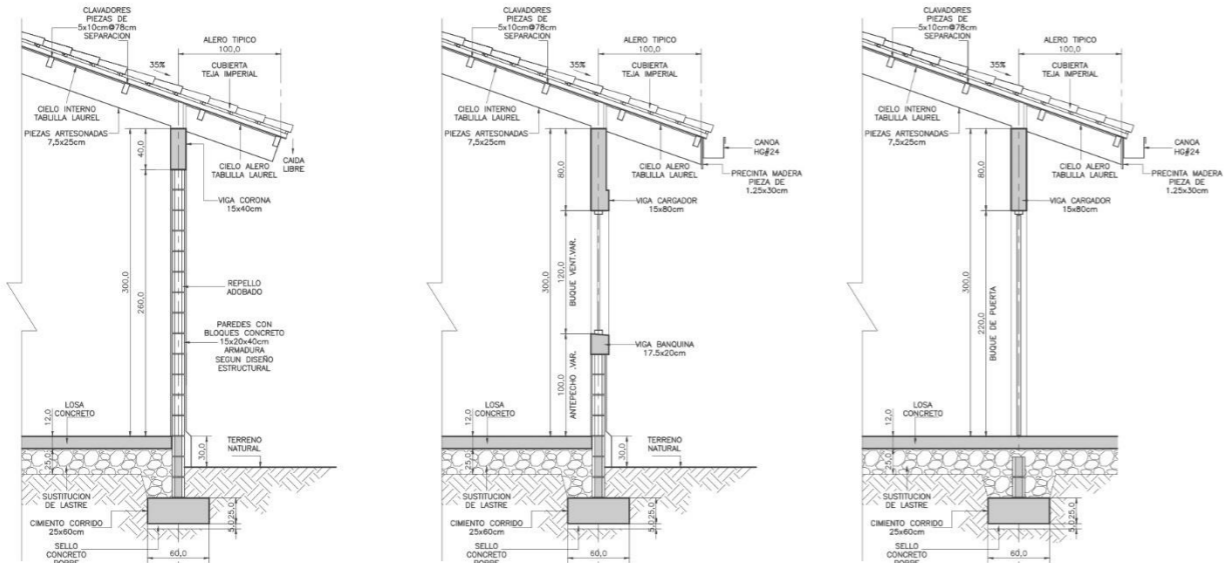 CLAVADORES
PIEZAS DE
5x10cm@78cm
SEPARACION
ALERO TIPICO
100,0
35%
CUBIERTA
TEJA IMPERIAL
CIELO INTERNO
TABLILLA LAUREL
PIEZAS ARTESONADAS
7,5x25cm
40,0
CIELO ALERO
TABLILLA LAUREL
CAIDA
LIBRE
VIGA CORONA
15x40cm
300,0
260,0
REPELLO
ADOBADO
PAREDES CON
BLOQUES CONCRETO
15x20x40cm
ARMADURA
SEGUN DISEÑO
ESTRUCTURAL
LOSA
CONCRETO
12,0
25,0
30,0
TERRENO
NATURAL
SUSTITUCION
DE LASTRE
CIMIENTO CORRIDO
25x60cm
25,0
5,0
SELLO
CONCRETO
POBRE
60,0
CLAVADORES
PIEZAS DE
5x10cm@78cm
SEPARACION
ALERO TIPICO
100,0
35%
CUBIERTA
TEJA IMPERIAL
CIELO INTERNO
TABLILLA LAUREL
PIEZAS ARTESONADAS
7,5x25cm
80,0
CIELO ALERO
TABLILLA LAUREL
CANOA
HG#24
PRECINTA MADERA
PIEZA DE
1.25x30cm
VIGA CARGADOR
15x80cm
300,0
120,0
BUQUE VENT.VAR.
VIGA BANQUINA
17.5x20cm
100,0
ANTEPECHO .VAR.
LOSA
CONCRETO
12,0
25,0
30,0
TERRENO
NATURAL
SUSTITUCION
DE LASTRE
CIMIENTO CORRIDO
25x60cm
25,0
5,0
SELLO
CONCRETO
POBRE
60,0
CLAVADORES
PIEZAS DE
5x10cm@78cm
SEPARACION
ALERO TIPICO
100,0
35%
CUBIERTA
TEJA IMPERIAL
CIELO INTERNO
TABLILLA LAUREL
PIEZAS ARTESONADAS
7,5x25cm
80,0
CIELO ALERO
TABLILLA LAUREL
CANOA
HG#24
PRECINTA MADERA
PIEZA DE
1.25x30cm
VIGA CARGADOR
15x80cm
300,0
220,0
BUQUE DE PUERTA
LOSA
CONCRETO
12,0
25,0
SUSTITUCION
DE LASTRE
CIMIENTO CORRIDO
25x60cm
25,0
5,0
SELLO
CONCRETO
POBRE
60,0